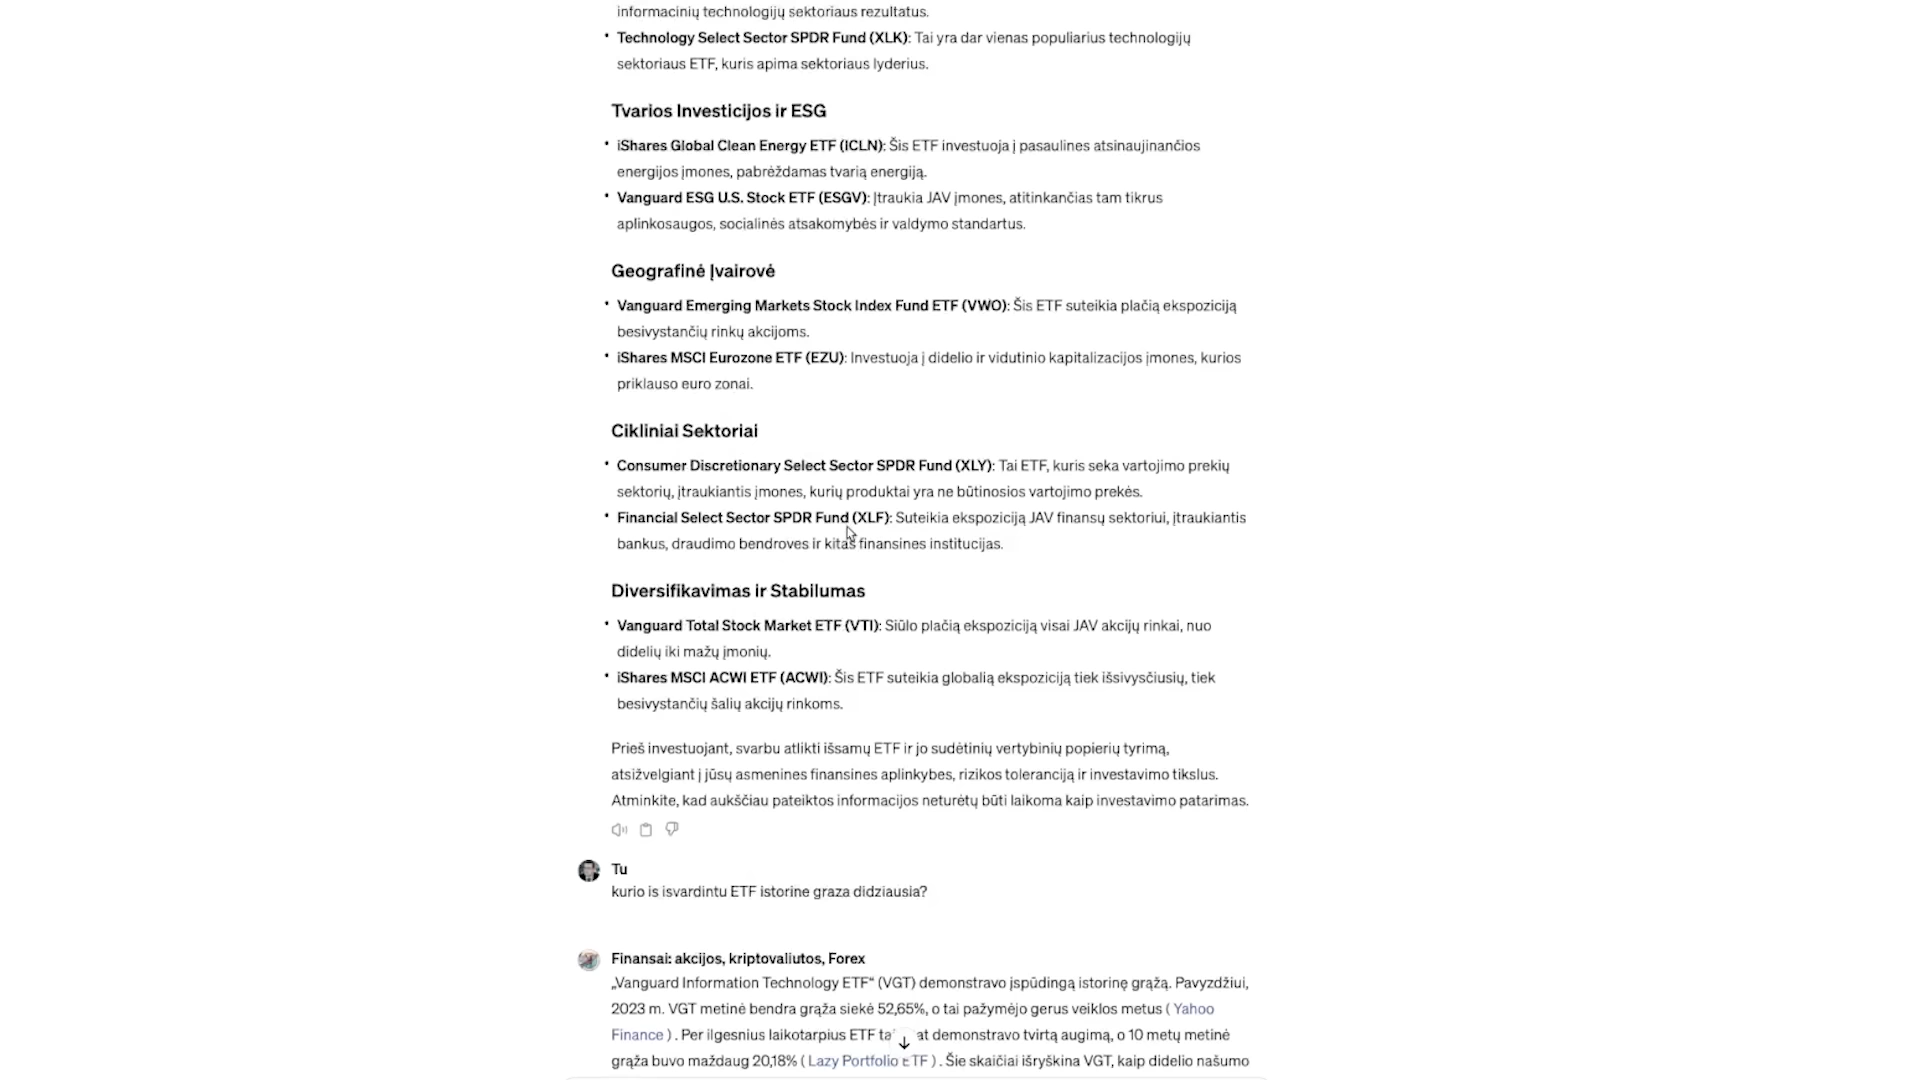 informacinių technologijų sektoriaus rezultatus.
• Technology Select Sector SPDR Fund (XLK): Tai yra dar vienas populiarius technologijų
sektoriaus ETF, kuris apima sektoriaus lyderius.
Tvarios Investicijos ir ESG
• iShares Global Clean Energy ETF (ICLN): Šis ETF investuoja į pasaulines atsinaujinančios
energijos įmones, pabrėždamas tvarią energiją.
• Vanguard ESG U.S. Stock ETF (ESGV): Įtraukia JAV įmones, atitinkančias tam tikrus
aplinkosaugos, socialinės atsakomybės ir valdymo standartus.
Geografinė Įvairovė
• Vanguard Emerging Markets Stock Index Fund ETF (VWO): Šis ETF suteikia plačią ekspoziciją
besivystančių rinkų akcijoms.
• iShares MSCI Eurozone ETF (EZU): Investuoja į didelio ir vidutinio kapitalizacijos įmones, kurios
priklauso euro zonai.
Cikliniai Sektoriai
• Consumer Discretionary Select Sector SPDR Fund (XLY): Tai ETF, kuris seka vartojimo prekių
sektorių, įtraukiantis įmones, kurių produktai yra ne būtinosios vartojimo prekės.
• Financial Select Sector SPDR Fund (XLF): Suteikia ekspoziciją JAV finansų sektoriui, įtraukiantis
bankus, draudimo bendroves ir kitas finansines institucijas.
Diversifikavimas ir Stabilumas
• Vanguard Total Stock Market ETF (VTI): Siūlo plačią ekspoziciją visai JAV akcijų rinkai, nuo
didelių iki mažų įmonių.
• iShares MSCI ACWI ETF (ACWI): Šis ETF suteikia globalią ekspoziciją tiek išsivysčiusių, tiek
besivystančių šalių akcijų rinkoms.
Prieš investuojant, svarbu atlikti išsamų ETF ir jo sudėtinių vertybinių popierių tyrimą,
atsižvelgiant į jūsų asmenines finansines aplinkybes, rizikos toleranciją ir investavimo tikslus.
Atminkite, kad aukščiau pateiktos informacijos neturėtų būti laikoma kaip investavimo patarimas.
Tu
kurio is isvardintu ETF istorine graza didziausia?
Finansai: akcijos, kriptovaliutos, Forex
„Vanguard Information Technology ETF“ (VGT) demonstravo įspūdingą istorinę grąžą. Pavyzdžiui,
2023 m. VGT metinė bendra grąža siekė 52,65%, o tai pažymėjo gerus veiklos metus ( Yahoo
Finance ) . Per ilgesnius laikotarpius ETF demonstravo tvirtą augimą, o 10 metų metinė
grąža buvo maždaug 20,18% ( Lazy Portfolio ETF ) . Šie skaičiai išryškina VGT, kaip didelio našumo